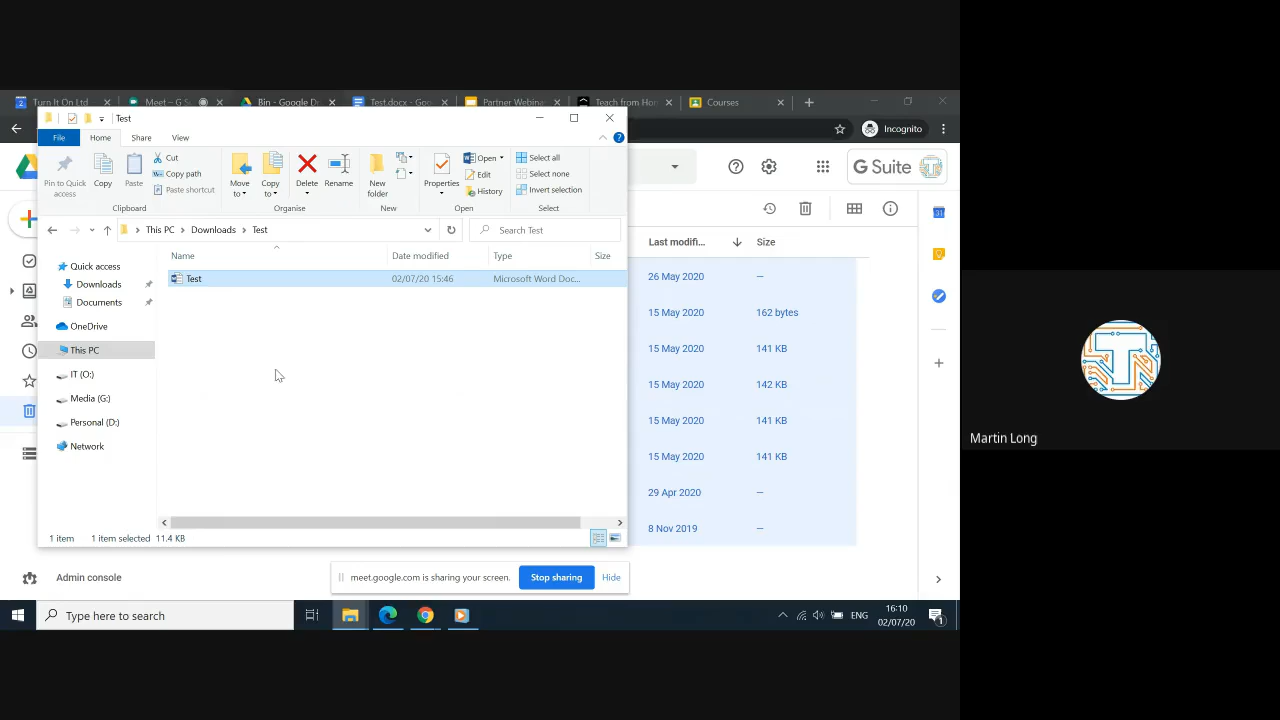 Turn It On Ltd
Meet – G S
Bin - Google Dr
Test.docx - Goo
Partner Webina
Teach from Hom
Courses
Test
Incognito
File
Home
Share
View
Pin to Quick access
Copy
Paste
Cut
Copy path
Paste shortcut
Move to
Copy to
Delete
Rename
New folder
Properties
Open
Edit
History
Select all
Select none
Invert selection
Clipboard
Organise
New
Open
Select
G Suite
This PC
Downloads
Test
Search Test
Name
Date modified
Type
Size
Last modifi...
Size
Test
02/07/20 15:46
Microsoft Word Doc...
Quick access
Downloads
Documents
OneDrive
This PC
IT (O:)
Media (G:)
Personal (D:)
Network
26 May 2020 —
15 May 2020 162 bytes
15 May 2020 141 KB
15 May 2020 142 KB
15 May 2020 141 KB
15 May 2020 141 KB
29 Apr 2020 —
8 Nov 2019 —
1 item
1 item selected 11.4 KB
Admin console
meet.google.com is sharing your screen.
Stop sharing
Hide
Type here to search
ENG
16:10
02/07/20
1
Martin Long